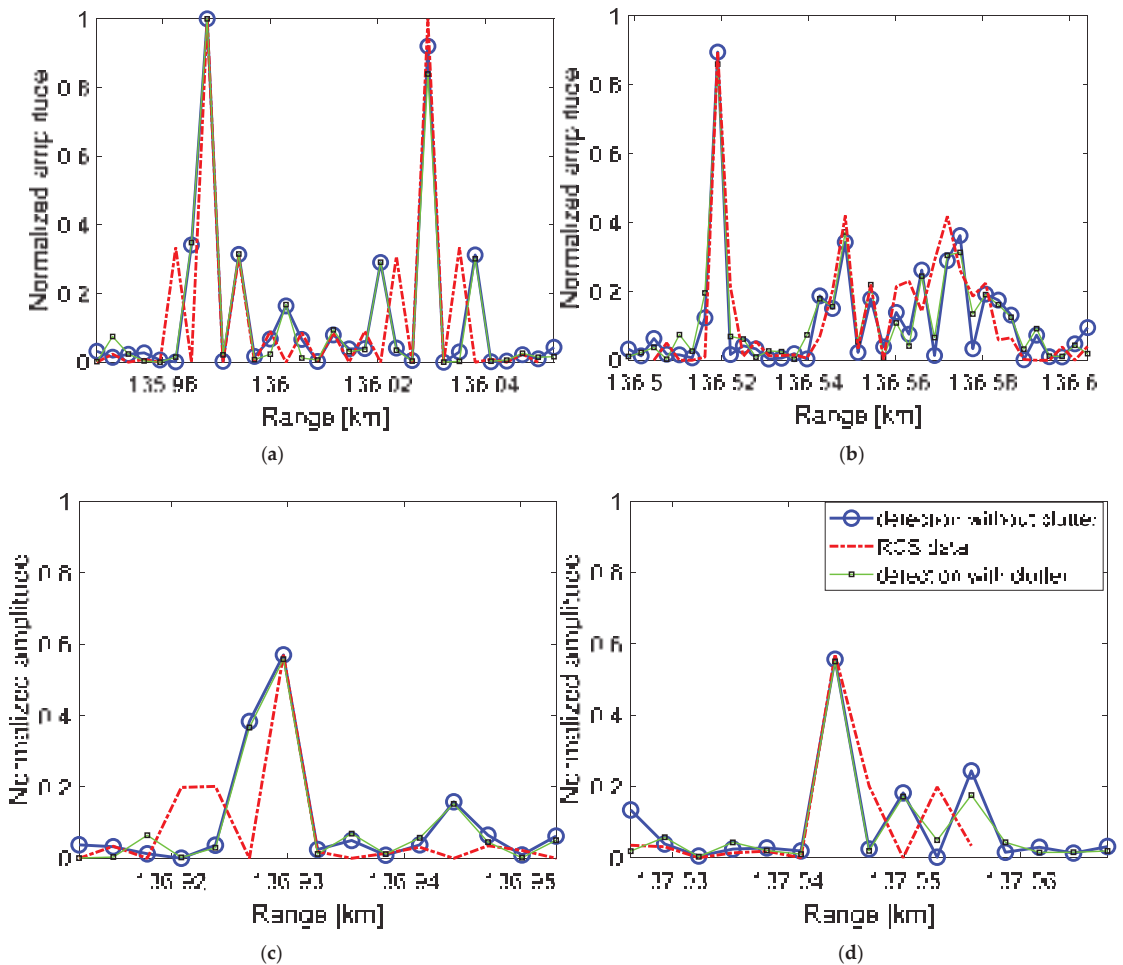 1
0.8
0.6
0.4
0.2
0
Normalized
135.98
136
136.02
136.04
Range [km]
(a)
1
0.8
0.6
0.4
0.2
0
Normalized
136.5
136.52
136.54
136.56
136.58
136.6
Range [km]
(b)
1
0.8
0.6
0.4
0.2
0
Normalized amplitude
136.92
136.93
136.94
136.95
Range [km]
(c)
1
0.8
0.6
0.4
0.2
0
Normalized amplitude
137.53
137.54
137.55
137.56
Range [km]
detection without clutter
RCS data
detection with clutter
(d)